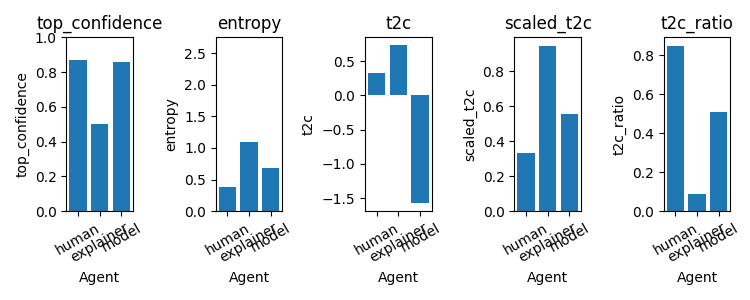 top_confidence
top_confidence
1.0
0.8
0.6
0.4
0.2
0.0
human
explainer
model
Agent
entropy
entropy
2.5
2.0
1.5
1.0
0.5
0.0
human
explainer
model
Agent
t2c
t2c
0.5
0.0
−0.5
−1.0
−1.5
human
explainer
model
Agent
scaled_t2c
scaled_t2c
0.8
0.6
0.4
0.2
0.0
human
explainer
model
Agent
t2c_ratio
t2c_ratio
0.8
0.6
0.4
0.2
0.0
human
explainer
model
Agent